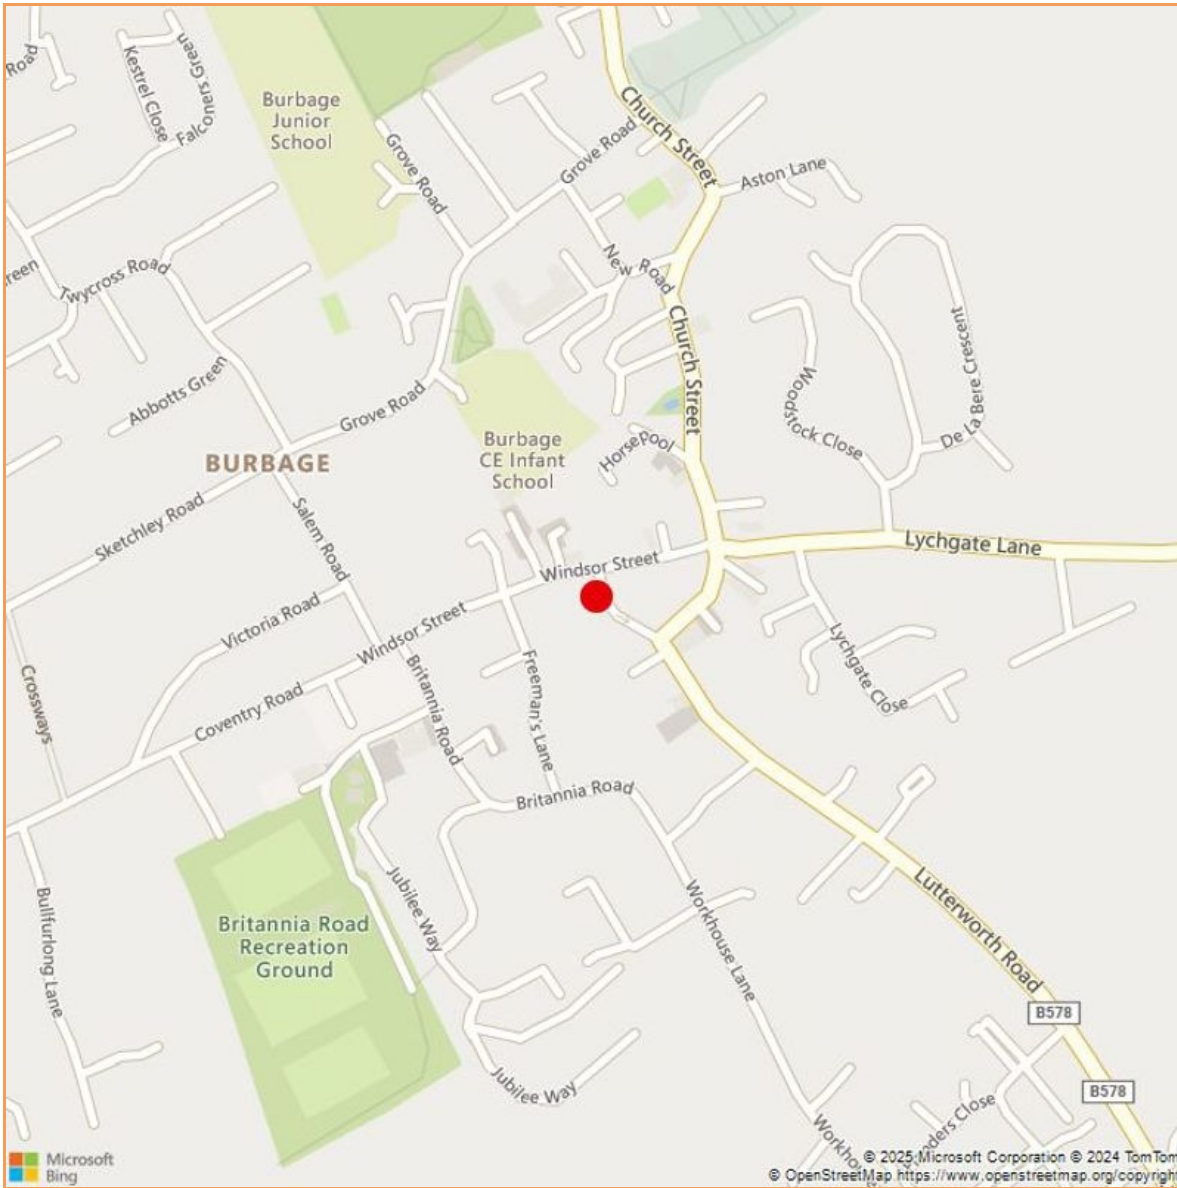 Road
Kestrel Close
Falconers Green
Burbage
Junior
School
Grove Road
Grove Road
Church Street
Aston Lane
Twycross Road
New Road
Church Street
De La Bere Crescent
Woodstock Close
Abbotts Green
Grove Road
BURBAGE
Burbage
CE Infant
School
Horsepool
Sketchley Road
Salem Road
Windsor Street
Lychgate Lane
Victoria Road
Windsor Street
Crossways
Coventry Road
Britannia Road
Freeman's Lane
Lychgate Close
Britannia Road
Bullfurlong Lane
Jubilee Way
Britannia Road
Recreation
Ground
Workhouse Lane
Lutterworth Road
B578
B578
Jubilee Way
Close
Microsoft
Bing
© 2025 Microsoft Corporation © 2024 TomTom
© OpenStreetMap https://www.openstreetmap.org/copyright